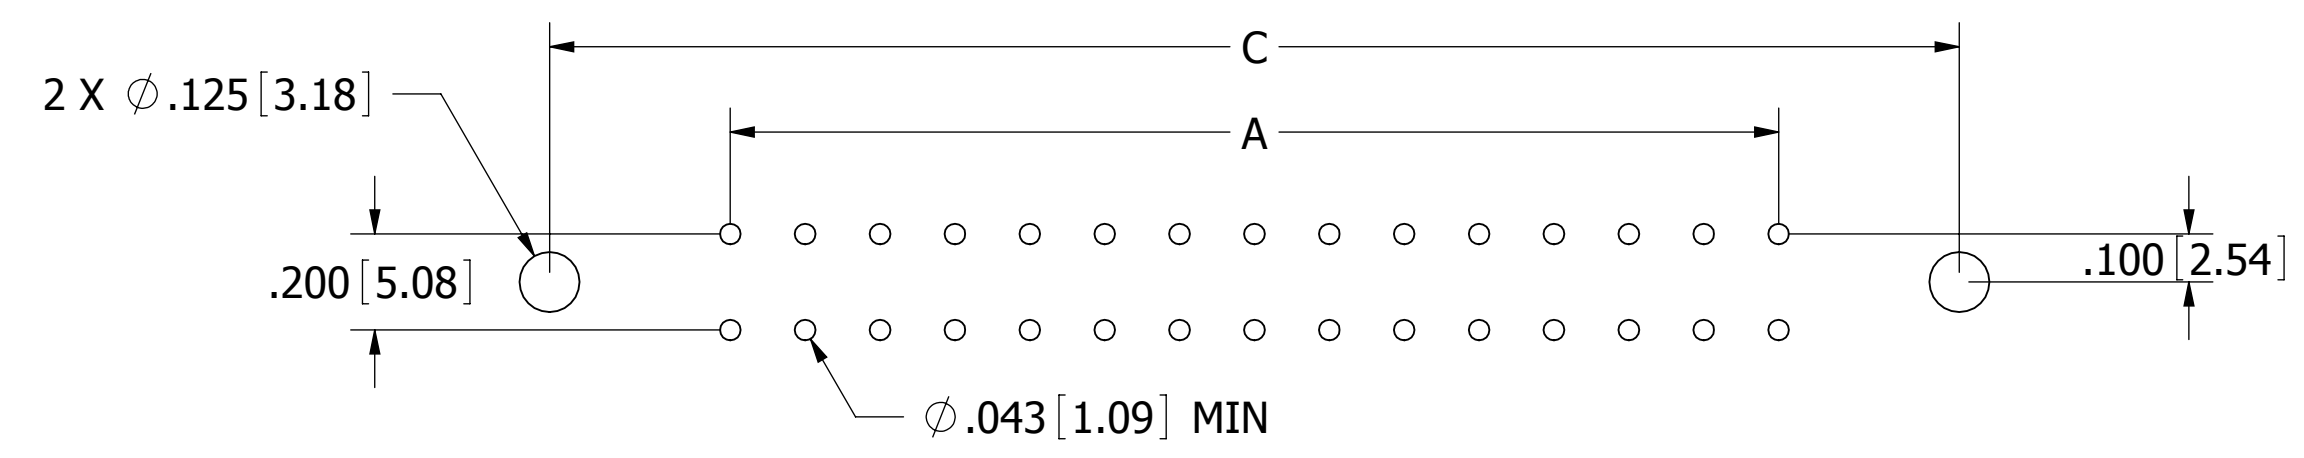 C
2 X ∅.125[3.18]
A
.100[2.54]
.200[5.08]
∅.043[1.09] MIN